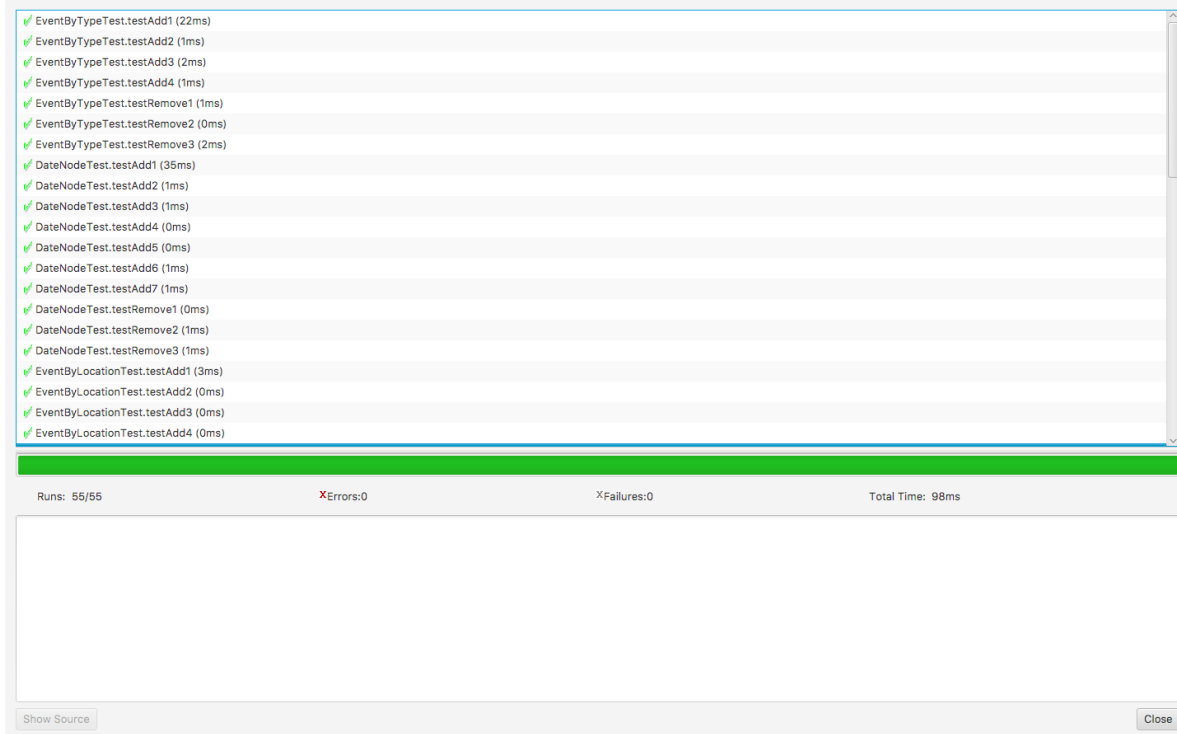 EventByTypeTest.testAdd1 (22ms)
EventByTypeTest.testAdd2 (1ms)
EventByTypeTest.testAdd3 (2ms)
EventByTypeTest.testAdd4 (1ms)
EventByTypeTest.testRemove1 (1ms)
EventByTypeTest.testRemove2 (0ms)
EventByTypeTest.testRemove3 (2ms)
DateNodeTest.testAdd1 (35ms)
DateNodeTest.testAdd2 (1ms)
DateNodeTest.testAdd3 (1ms)
DateNodeTest.testAdd4 (0ms)
DateNodeTest.testAdd5 (0ms)
DateNodeTest.testAdd6 (1ms)
DateNodeTest.testAdd7 (1ms)
DateNodeTest.testRemove1 (0ms)
DateNodeTest.testRemove2 (1ms)
DateNodeTest.testRemove3 (1ms)
EventByLocationTest.testAdd1 (3ms)
EventByLocationTest.testAdd2 (0ms)
EventByLocationTest.testAdd3 (0ms)
EventByLocationTest.testAdd4 (0ms)
Runs: 55/55 XErrors:0 XFailures:0 Total Time: 98ms
Show Source Close